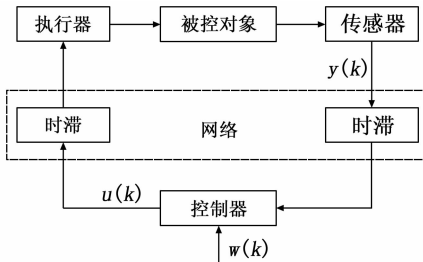 执行器 被控对象 传感器
y(k)
时滞 网络 时滞
u(k)
控制器
w(k)